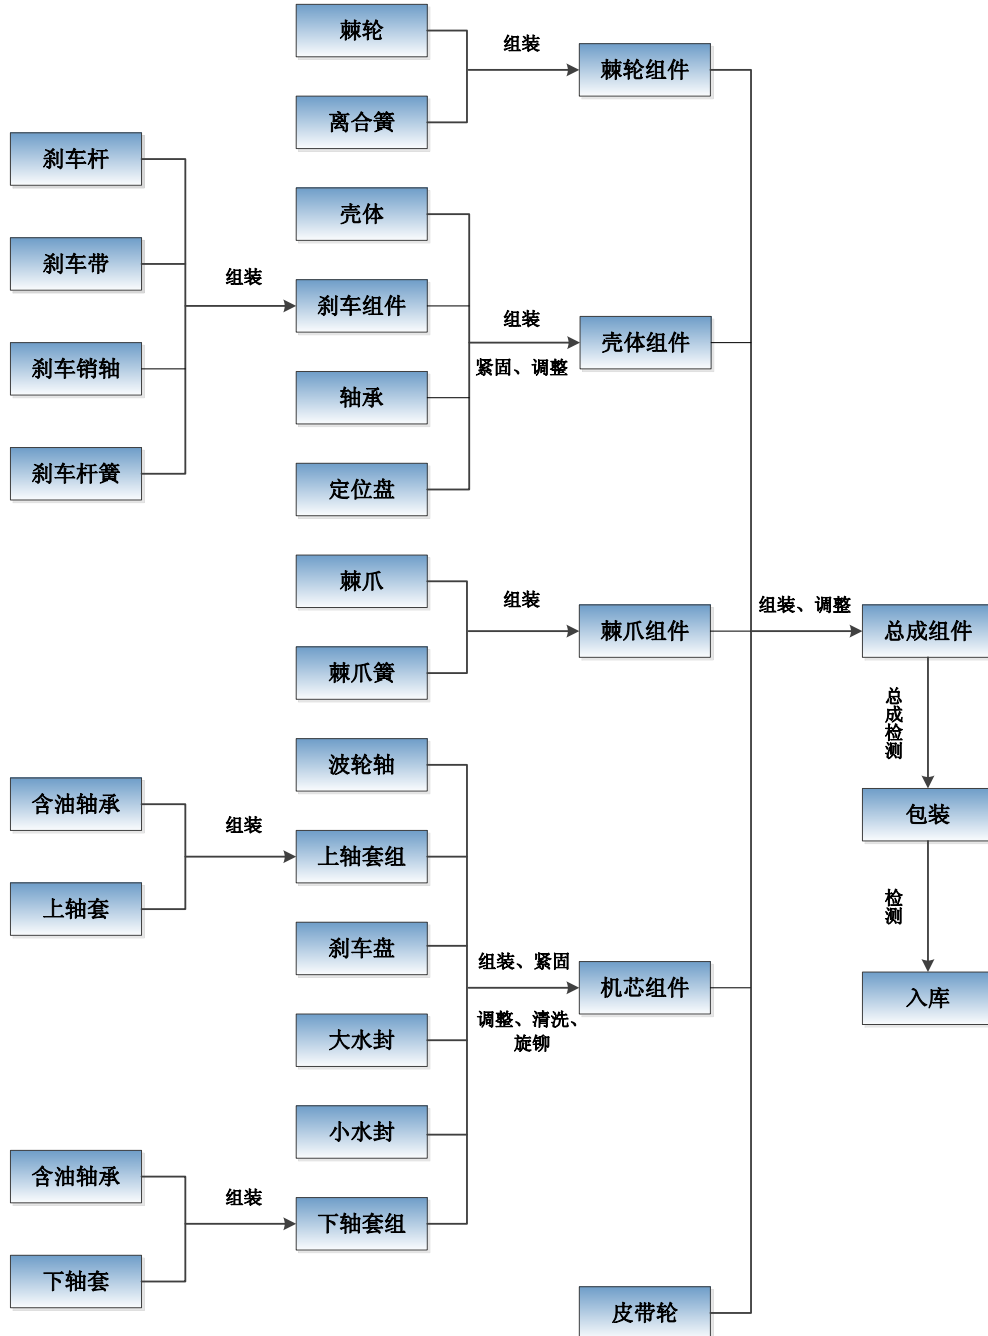 棘轮
组装
棘轮组件
离合簧
刹车杆
壳体
刹车带
组装
刹车组件
组装
壳体组件
紧固、调整
刹车销轴
轴承
刹车杆簧
定位盘
棘爪
组装
棘爪组件
组装、调整
总成组件
棘爪簧
总成检测
波轮轴
含油轴承
组装
上轴套组
包装
上轴套
检测
刹车盘
组装、紧固
机芯组件
入库
调整、清洗、
旋铆
大水封
小水封
含油轴承
组装
下轴套组
下轴套
皮带轮